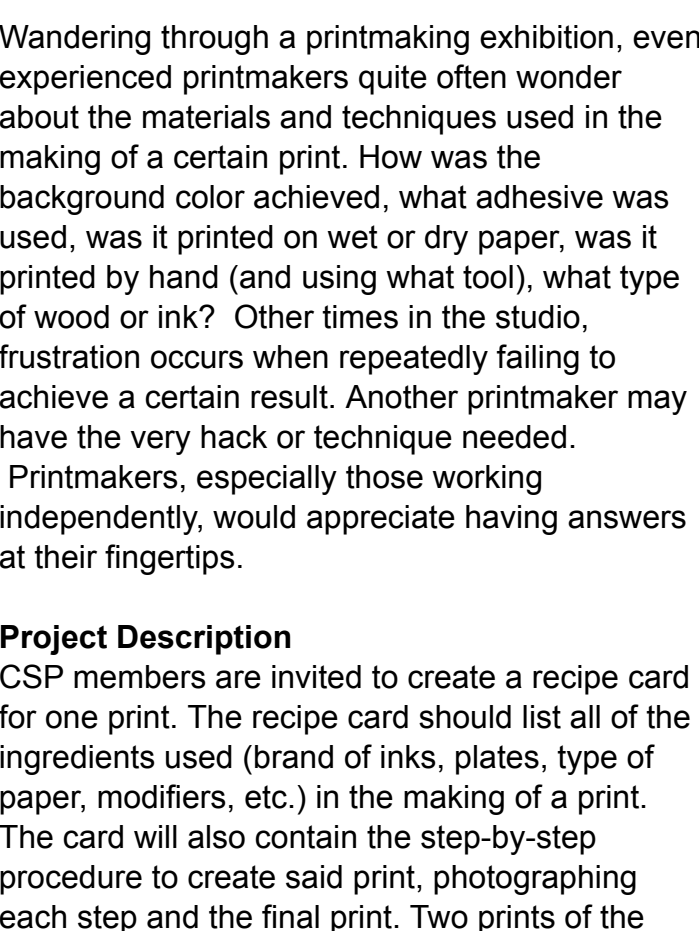 Wandering through a printmaking exhibition, even
experienced printmakers quite often wonder
about the materials and techniques used in the
making of a certain print. How was the
background color achieved, what adhesive was
used, was it printed on wet or dry paper, was it
printed by hand (and using what tool), what type
of wood or ink?  Other times in the studio,
frustration occurs when repeatedly failing to
achieve a certain result. Another printmaker may
have the very hack or technique needed.
Printmakers, especially those working
independently, would appreciate having answers
at their fingertips.

Project Description
CSP members are invited to create a recipe card
for one print. The recipe card should list all of the
ingredients used (brand of inks, plates, type of
paper, modifiers, etc.) in the making of a print.
The card will also contain the step-by-step
procedure to create said print, photographing
each step and the final print. Two prints of the